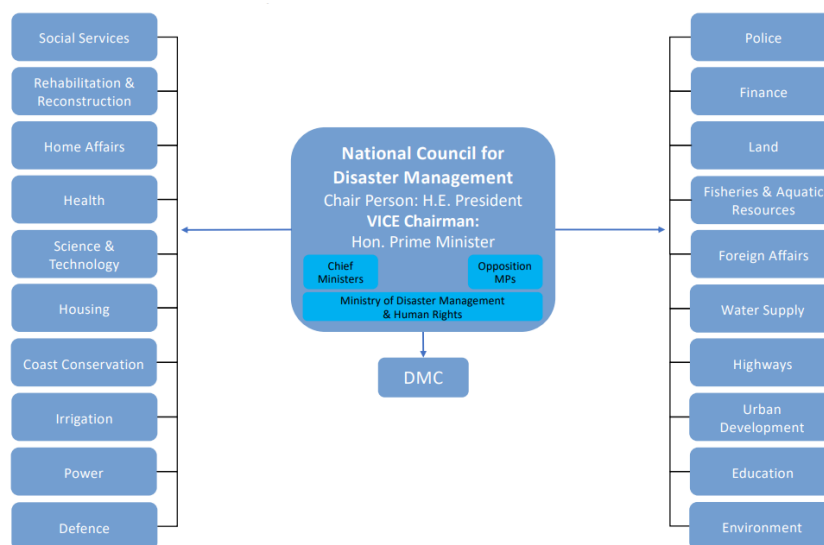 Social Services
Rehabilitation &
Reconstruction
Home Affairs
Health
Science &
Technology
Housing
Coast Conservation
Irrigation
Power
Defence
National Council for
Disaster Management
Chair Person: H.E. President
VICE Chairman:
Hon. Prime Minister
Chief
Ministers
Opposition
MPs
Ministry of Disaster Management
& Human Rights
DMC
Police
Finance
Land
Fisheries & Aquatic
Resources
Foreign Affairs
Water Supply
Highways
Urban
Development
Education
Environment